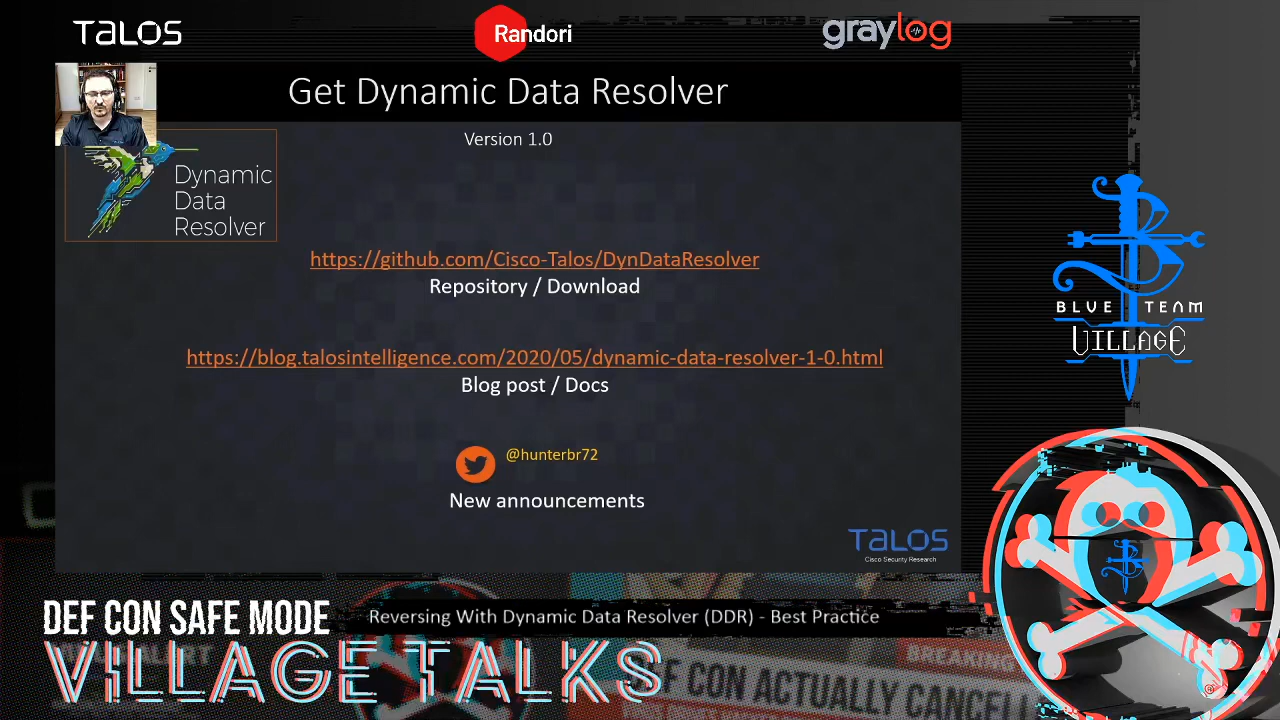 TALOS
Randori
graylog
Get Dynamic Data Resolver
Version 1.0
Dynamic
Data
Resolver
https://github.com/Cisco-Talos/DynDataResolver
Repository / Download
https://blog.talosintelligence.com/2020/05/dynamic-data-resolver-1-0.html
Blog post / Docs
@hunterbr72
New announcements
TALOS
Cisco Security Research
BLUE TEAM
VILLAGE
DEF CON SAFE MODE
Reversing With Dynamic Data Resolver (DDR) - Best Practice
VILLAGE TALKS
BREAKING
DEF CON ACTUALLY CANCELL